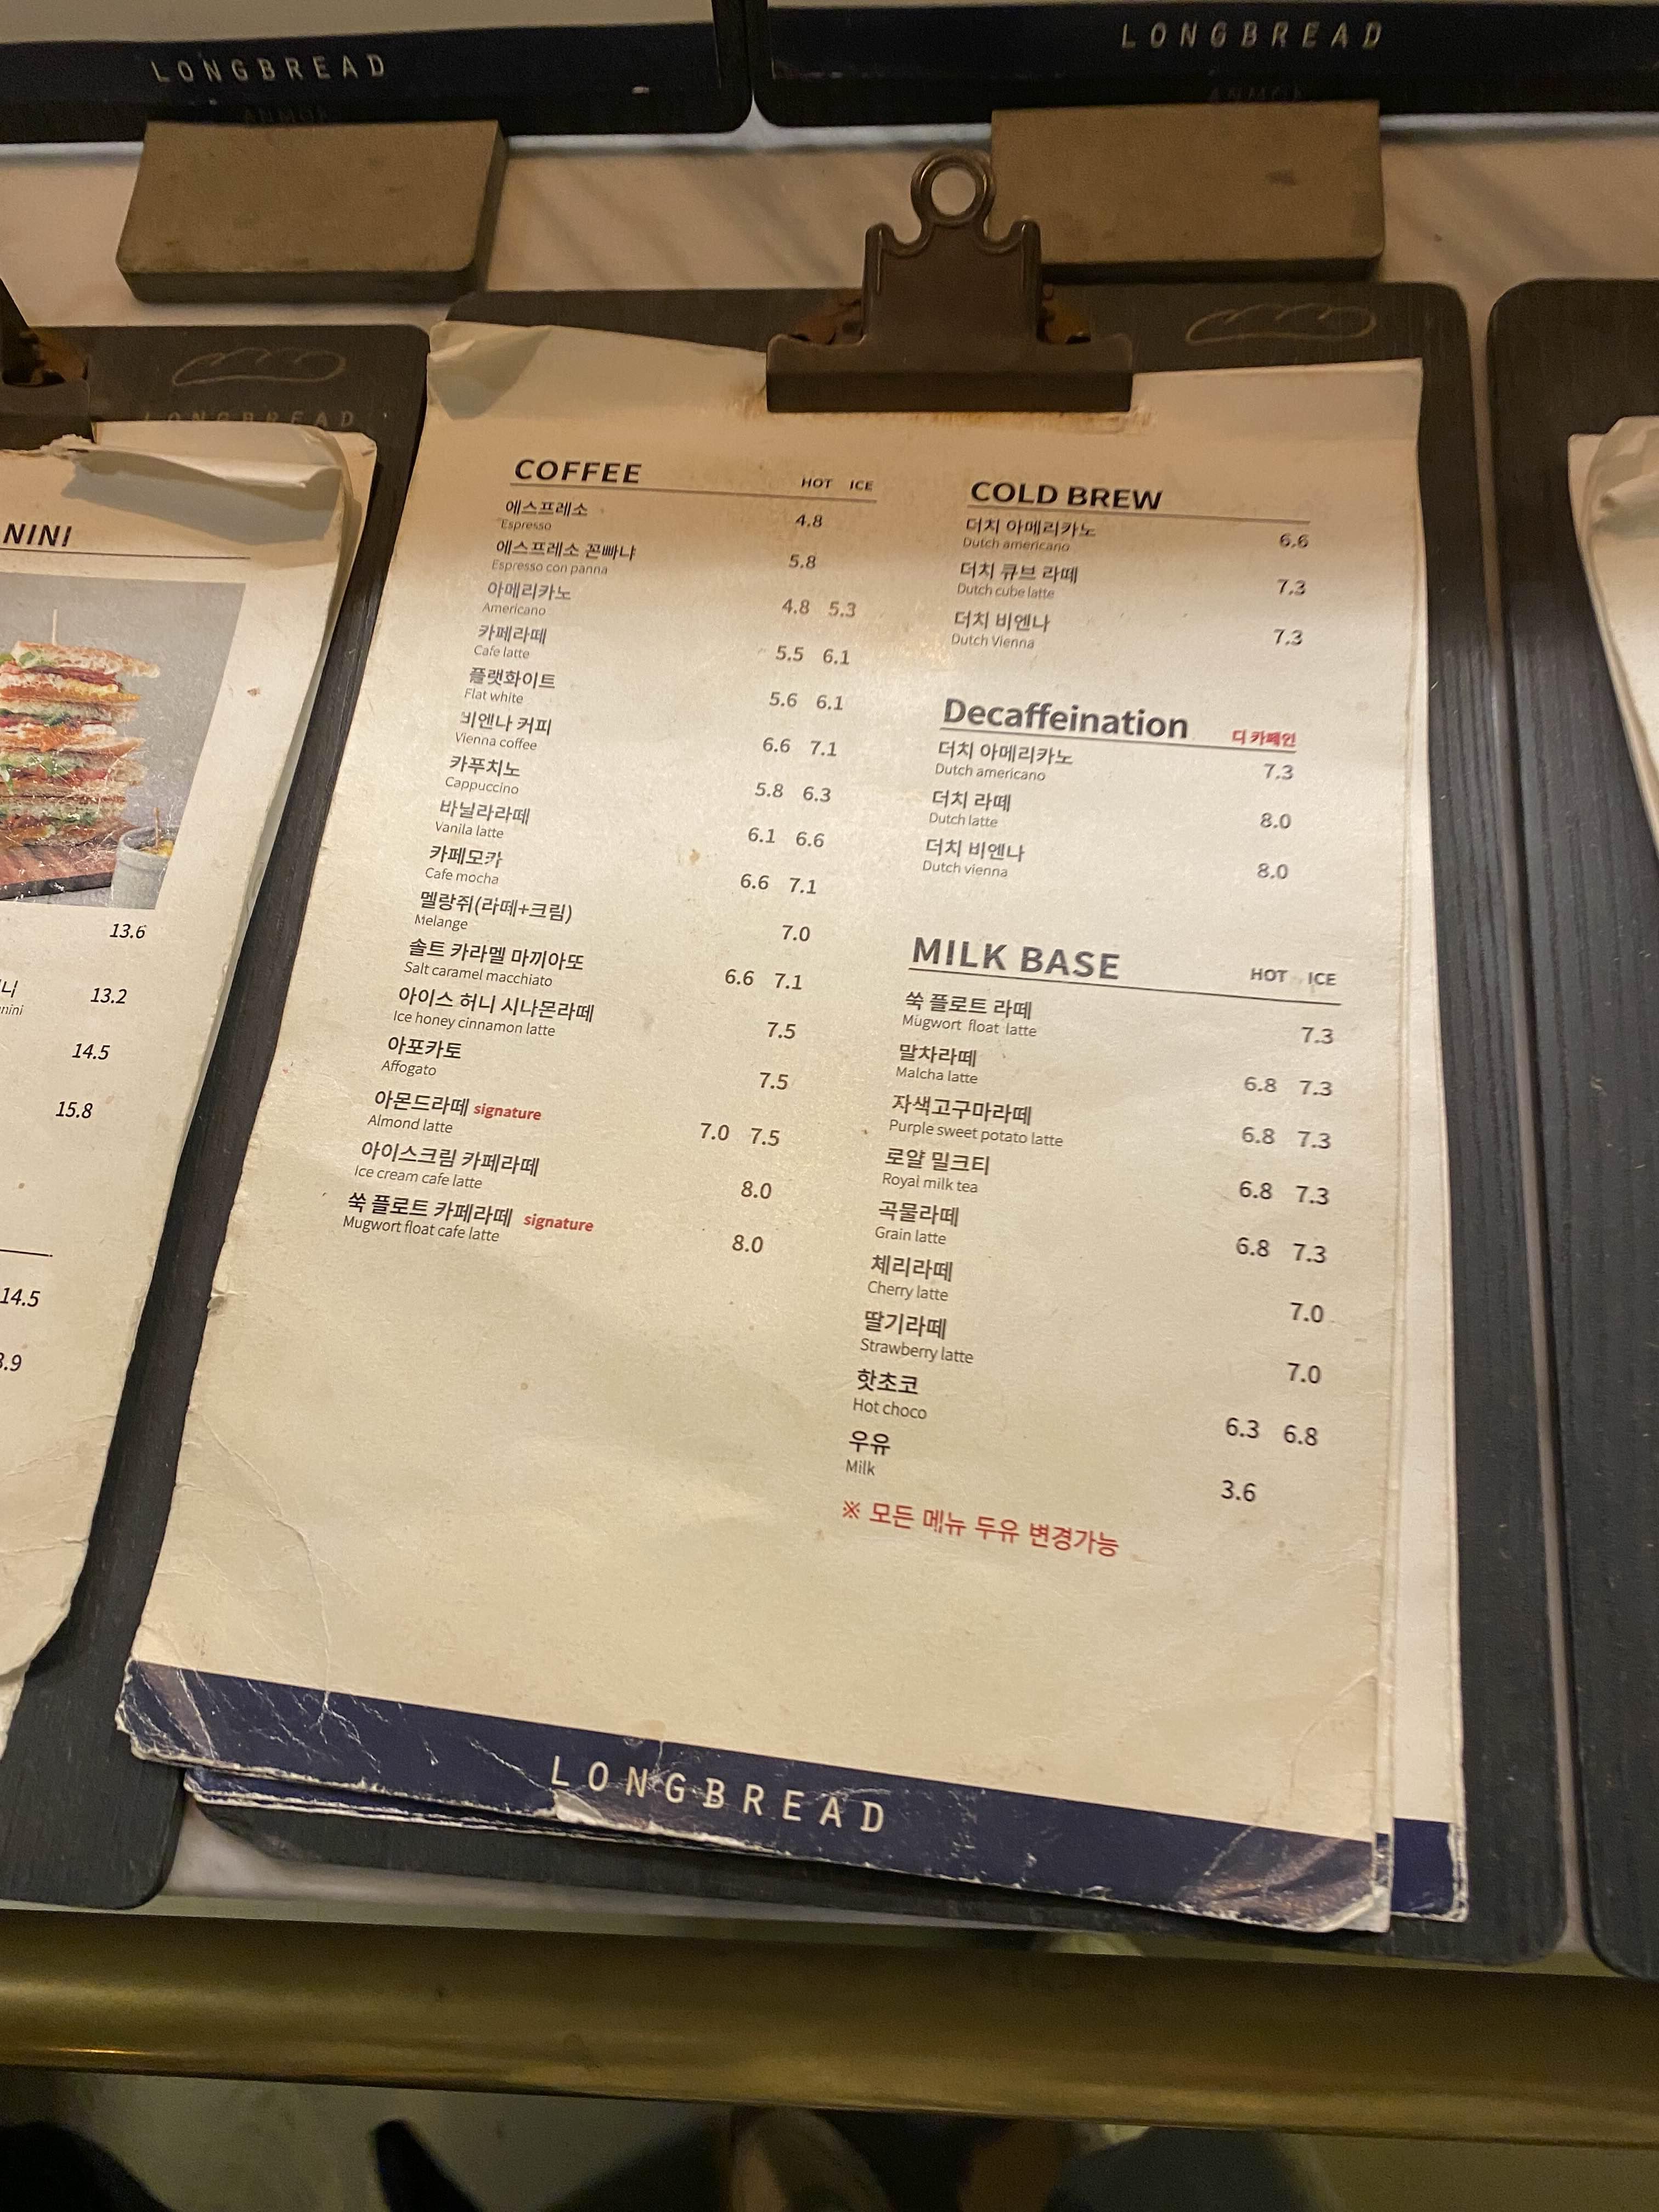 LONGBREAD
LONGBREAD
LONGBREAD
NINI
13.6
니
nini
13.2
14.5
15.8
14.5
3.9
COFFEE HOT ICE
에스프레소
Espresso
4.8
에스프레소 꼰빠냐
Espresso con panna
5.8
아메리카노
Americano
4.8 5.3
카페라떼
Cafe latte
5.5 6.1
플랫화이트
Flat white
5.6 6.1
비엔나 커피
Vienna coffee
6.6 7.1
카푸치노
Cappuccino
5.8 6.3
바닐라라떼
Vanila latte
6.1 6.6
카페모카
Cafe mocha
6.6 7.1
멜랑쥐(라떼+크림)
Melange
7.0
솔트 카라멜 마끼아또
Salt caramel macchiato
6.6 7.1
아이스 허니 시나몬라떼
Ice honey cinnamon latte
7.5
아포카토
Affogato
7.5
아몬드라떼 signature
Almond latte
7.0 7.5
아이스크림 카페라떼
Ice cream cafe latte
8.0
쑥 플로트 카페라떼 signature
Mugwort float cafe latte
8.0
COLD BREW
더치 아메리카노
Dutch americano
6.6
더치 큐브 라떼
Dutch cube latte
7.3
더치 비엔나
Dutch Vienna
7.3
Decaffeination 디 카페인
더치 아메리카노
Dutch americano
7.3
더치 라떼
Dutch latte
8.0
더치 비엔나
Dutch vienna
8.0
MILK BASE HOT ICE
쑥 플로트 라떼
Mugwort float latte
7.3
말차라떼
Malcha latte
6.8 7.3
자색고구마라떼
Purple sweet potato latte
6.8 7.3
로얄 밀크티
Royal milk tea
6.8 7.3
곡물라떼
Grain latte
6.8 7.3
체리라떼
Cherry latte
7.0
딸기라떼
Strawberry latte
7.0
핫초코
Hot choco
6.3 6.8
우유
Milk
3.6
※ 모든 메뉴 두유 변경가능
LONGBREAD